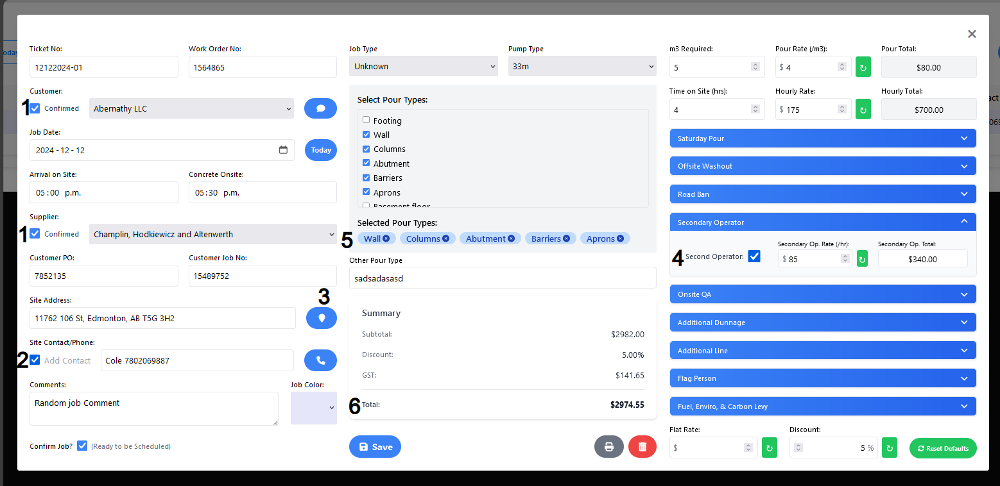 Ticket No:
12122024-01
Work Order No:
1564865
Customer:
1
Confirmed
Abernathy LLC
Job Date:
2024-12-12
Today
Arrival on Site:
05:00 p.m.
Concrete Onsite:
05:30 p.m.
Supplier:
1
Confirmed
Champlin, Hodkiewicz and Altenwerth
Customer PO:
7852135
Customer Job No:
15489752
Site Address:
3
11762 106 St, Edmonton, AB T5G 3H2
Site Contact/Phone:
2
Add Contact
Cole 7802069887
Comments:
Random job Comment
Job Color:
Confirm Job?
(Ready to be Scheduled)
Job Type
Unknown
Pump Type
33m
Select Pour Types:
Footing
Wall
Columns
Abutment
Barriers
Aprons
Basement floor
Selected Pour Types:
5
Wall
Columns
Abutment
Barriers
Aprons
Other Pour Type
sadsadasasd
Summary
Subtotal: $2982.00
Discount: 5.00%
GST: $141.65
6
Total: $2974.55
Save
m3 Required:
5
Pour Rate (/m3):
$ 4
Pour Total:
$80.00
Time on Site (hrs):
4
Hourly Rate:
$ 175
Hourly Total:
$700.00
Saturday Pour
Offsite Washout
Road Ban
Secondary Operator
4
Second Operator:
Secondary Op. Rate (/hr):
$ 85
Secondary Op. Total:
$340.00
Onsite QA
Additional Dunnage
Additional Line
Flag Person
Fuel, Enviro, & Carbon Levy
Flat Rate:
$
Discount:
5 %
Reset Defaults